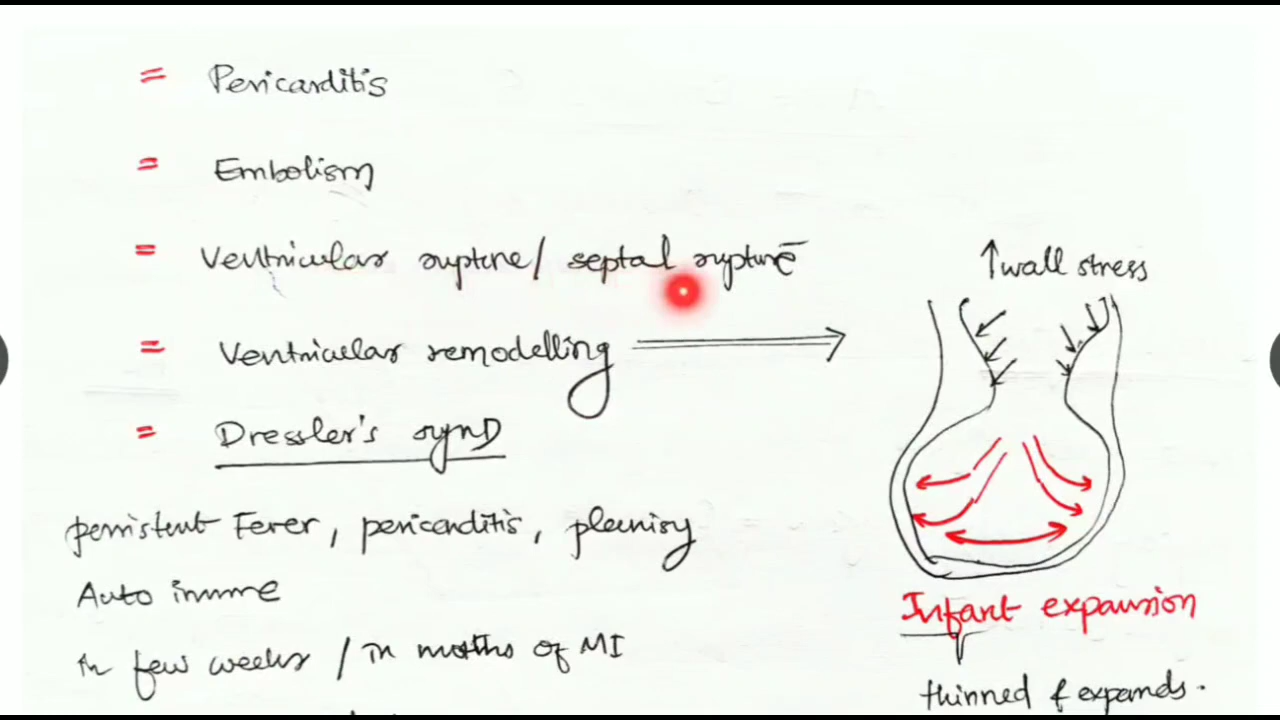 = Pericarditis
= Embolism
= Ventricular rupture / septal rupture
= Ventricular remodelling
= Dressler's synD
persistent Fever, pericarditis, pleurisy
Auto immune
in few weeks / in months of MI
↑wall stress
Infarct expansion
thinned & expands.